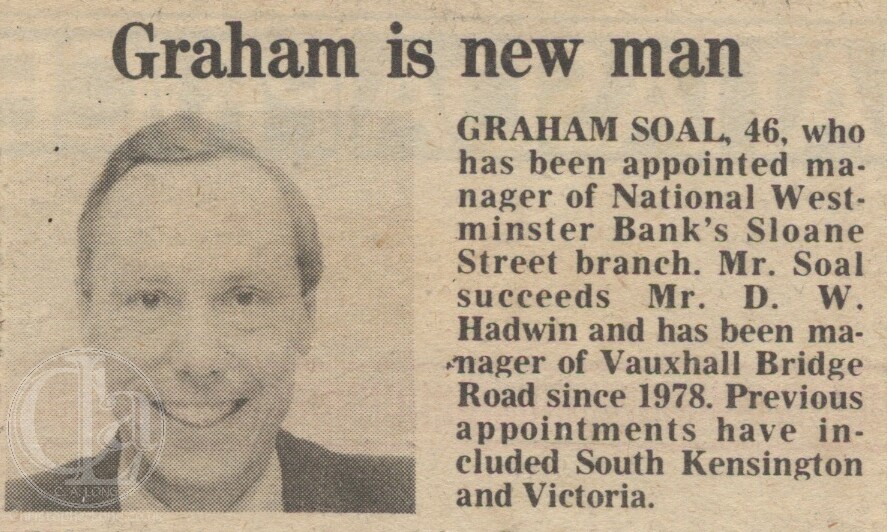 Graham is new man
GRAHAM SOAL, 46, who
has been appointed ma-
nager of National West-
minster Bank's Sloane
Street branch. Mr. Soal
succeeds Mr. D. W.
Hadwin and has been ma-
nager of Vauxhall Bridge
Road since 1978. Previous
appointments have in-
cluded South Kensington
and Victoria.